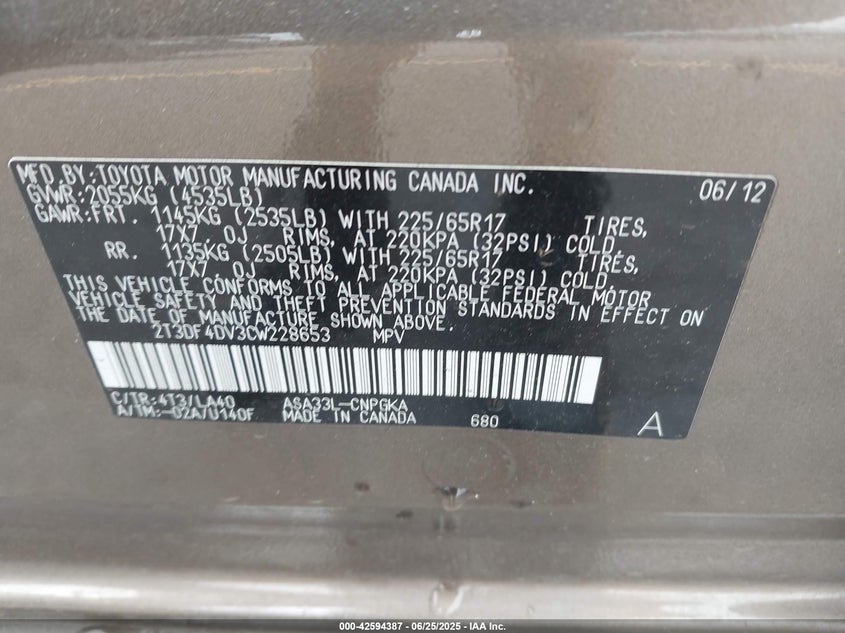 MFD.BY:TOYOTA MOTOR MANUFACTURING CANADA INC. 06/12
GVWR:2055KG (4535LB)
GAWR:FRT. 1145KG (2535LB) WITH 225/65R17 TIRES,
17X7.0J RIMS, AT 220KPA (32PSI) COLD,
RR. 1135KG (2505LB) WITH 225/65R17 TIRES,
17X7.0J RIMS, AT 220KPA (32PSI) COLD,
THIS VEHICLE CONFORMS TO ALL APPLICABLE FEDERAL MOTOR
VEHICLE SAFETY AND THEFT PREVENTION STANDARDS IN EFFECT ON
THE DATE OF MANUFACTURE SHOWN ABOVE.
2T3DF4DV3CW228653 MPV
C/TR:4T3/LA40 ASA33L-CNPGKA
A/TM:-02A/U140F MADE IN CANADA 680 A
000-42594387 - 06/25/2025 - IAA Inc.